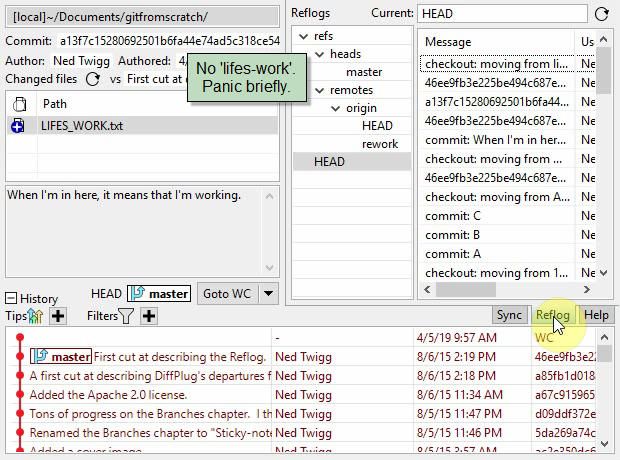 [local]~/Documents/gitfromscratch/
Commit: a13f7c15280692501b6fa44e74ad5c318ce54
Author: Ned Twigg Authored: 4/
Changed files vs First cut at
No 'lifes-work'.
Panic briefly.
Path
LIFES_WORK.txt
When I'm in here, it means that I'm working.
HEAD master Goto WC
History
Tips Filters
Reflogs Current: HEAD
refs
heads
master
remotes
origin
HEAD
rework
HEAD
Message Us
checkout: moving from li... Ne
46ee9fb3e225be494c687e... Ne
a13f7c15280692501b6fa44... Ne
46ee9fb3e225be494c687e... Ne
commit: When I'm in here... Ne
checkout: moving from ... Ne
46ee9fb3e225be494c687e... Ne
checkout: moving from A... Ne
commit: C Ne
commit: B Ne
commit: A Ne
checkout: moving from 1... Ne
Sync Reflog Help
- 4/5/19 9:57 AM WC
master First cut at describing the Reflog. Ned Twigg 8/6/15 2:19 PM 46ee9fb3e22
A first cut at describing DiffPlug's departures f Ned Twigg 8/6/15 2:18 PM a85fb1d018
Added the Apache 2.0 license. Ned Twigg 8/6/15 11:34 AM a67c915965
Tons of progress on the Branches chapter. I th Ned Twigg 8/5/15 11:47 PM d09ddf372e
Renamed the Branches chapter to "Sticky-note Ned Twigg 8/5/15 11:46 PM 5da269a74c
Added a cover image. Ned Twigg 8/5/15 3:57 AM